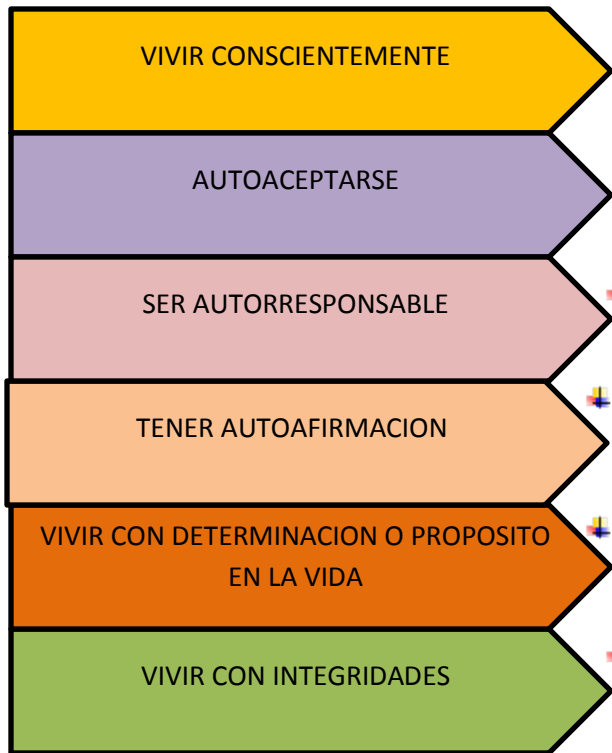 VIVIR CONSCIENTEMENTE
AUTOACEPTARSE
SER AUTORRESPONSABLE
TENER AUTOAFIRMACION
VIVIR CON DETERMINACION O PROPOSITO
EN LA VIDA
VIVIR CON INTEGRIDADES